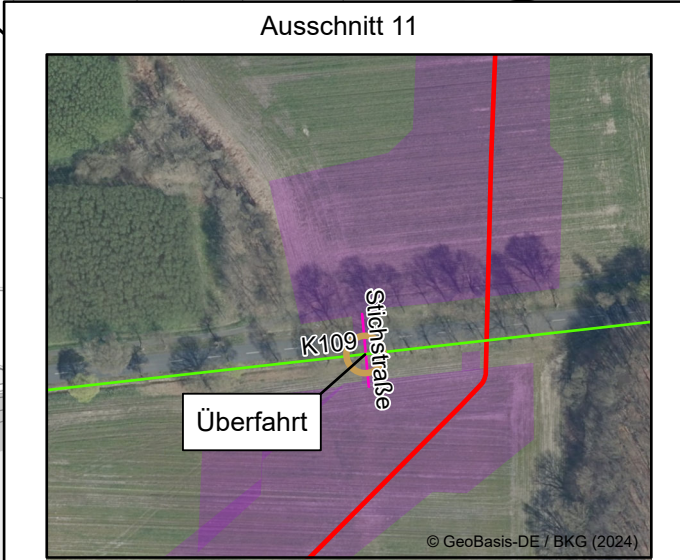 Ausschnitt 11
Stichstraße
K109
Überfahrt
© GeoBasis-DE / BKG (2024)